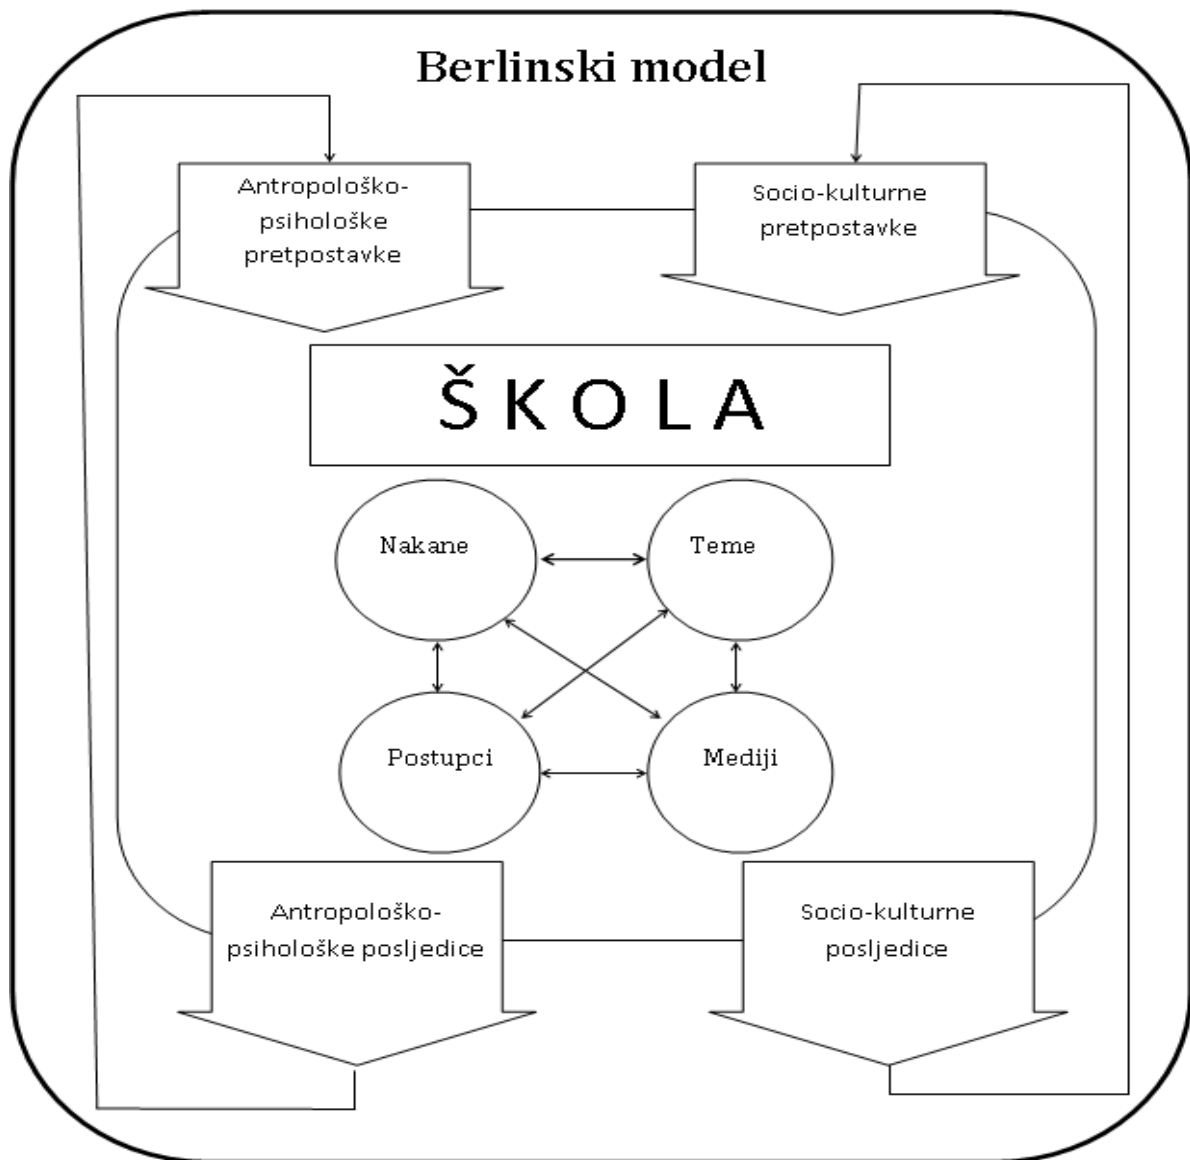 Berlinski model
Antropološko-
psihološke
pretpostavke
Socio-kulturne
pretpostavke
ŠKOLA
Nakane
Teme
Postupci
Mediji
Antropološko-
psihološke posljedice
Socio-kulturne
posljedice